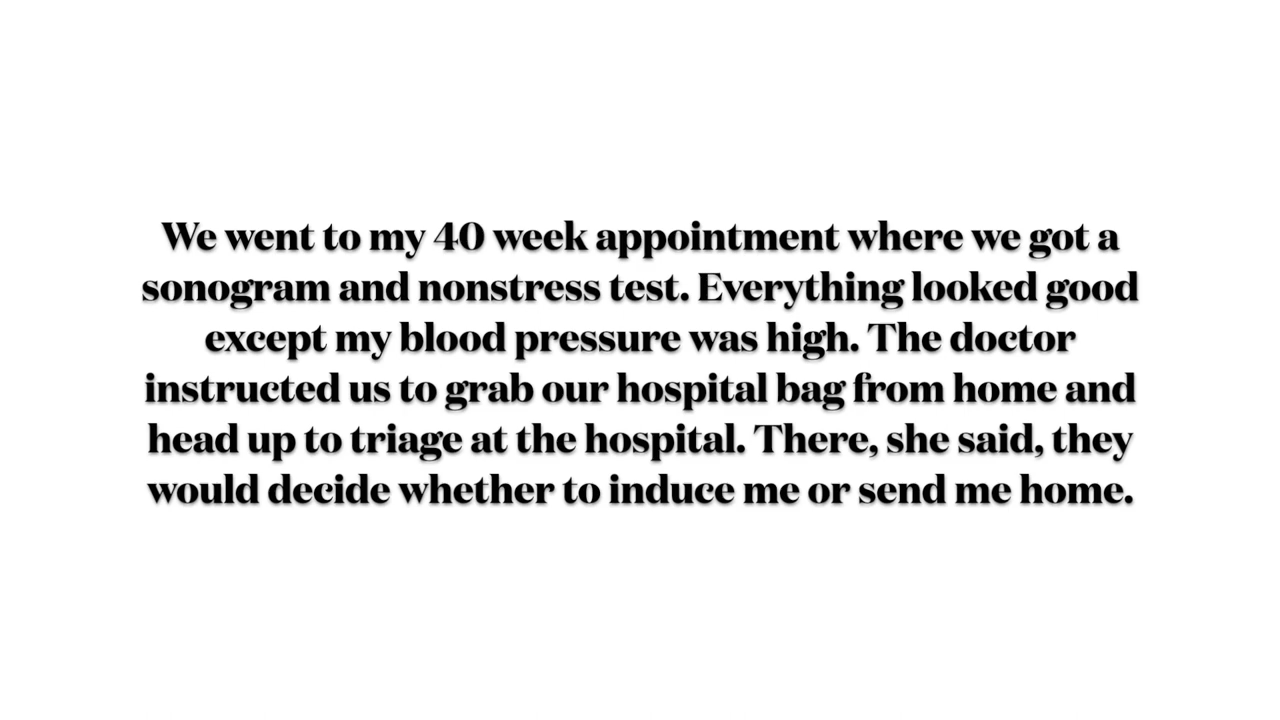 We went to my 40 week appointment where we got a
sonogram and nonstress test. Everything looked good
except my blood pressure was high. The doctor
instructed us to grab our hospital bag from home and
head up to triage at the hospital. There, she said, they
would decide whether to induce me or send me home.